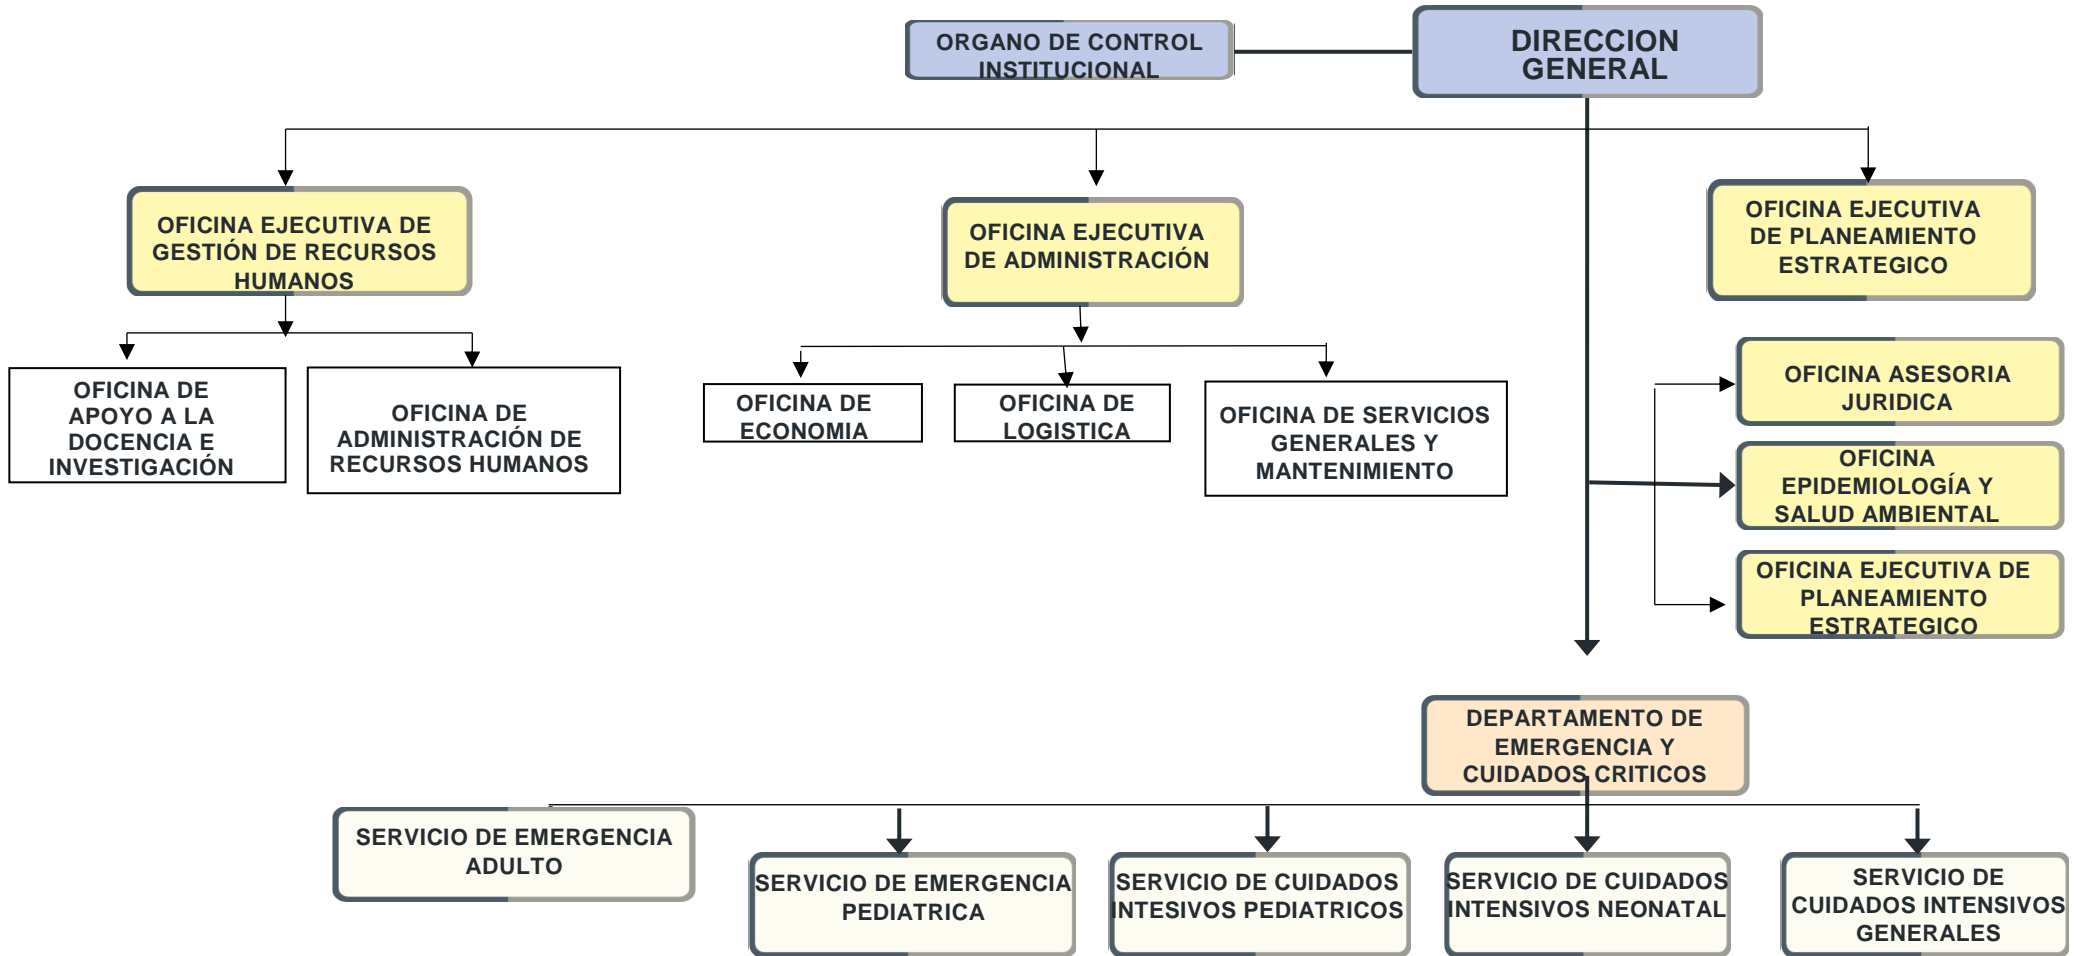 ORGANO DE CONTROL
INSTITUCIONAL
DIRECCION
GENERAL
OFICINA EJECUTIVA DE
GESTIÓN DE RECURSOS
HUMANOS
OFICINA EJECUTIVA
DE ADMINISTRACIÓN
OFICINA EJECUTIVA
DE PLANEAMIENTO
ESTRATEGICO
OFICINA DE
APOYO A LA
DOCENCIA E
INVESTIGACIÓN
OFICINA DE
ADMINISTRACIÓN DE
RECURSOS HUMANOS
OFICINA DE
ECONOMIA
OFICINA DE
LOGISTICA
OFICINA DE SERVICIOS
GENERALES Y
MANTENIMIENTO
OFICINA ASESORIA
JURIDICA
OFICINA
EPIDEMIOLOGÍA Y
SALUD AMBIENTAL
OFICINA EJECUTIVA DE
PLANEAMIENTO
ESTRATEGICO
DEPARTAMENTO DE
EMERGENCIA Y
CUIDADOS CRITICOS
SERVICIO DE EMERGENCIA
ADULTO
SERVICIO DE EMERGENCIA
PEDIATRICA
SERVICIO DE CUIDADOS
INTESIVOS PEDIATRICOS
SERVICIO DE CUIDADOS
INTENSIVOS NEONATAL
SERVICIO DE
CUIDADOS INTENSIVOS
GENERALES